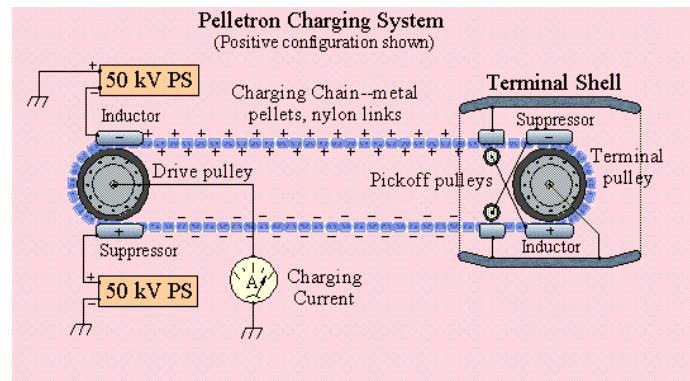 Pelletron Charging System
(Positive configuration shown)
+
50 kV PS
−
Inductor
−
Charging Chain--metal
pellets, nylon links
+ + + + + + + + + +
+ + + + + + + +
Terminal Shell
Suppressor
−
Drive pulley
Pickoff pulleys
Terminal
pulley
+
Suppressor
+
Inductor
+
50 kV PS
−
A
Charging
Current